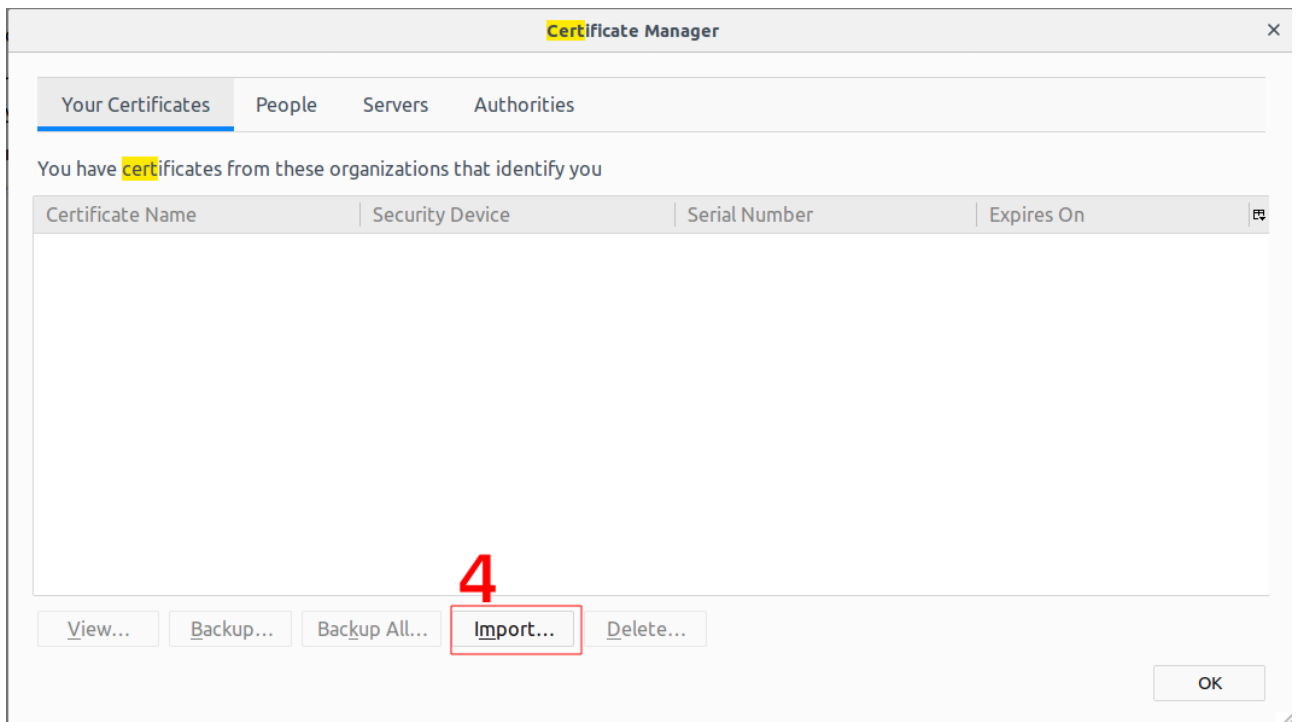 Certificate Manager
Your Certificates People Servers Authorities
You have certificates from these organizations that identify you
Certificate Name Security Device Serial Number Expires On
4
View... Backup... Backup All... Import... Delete...
OK